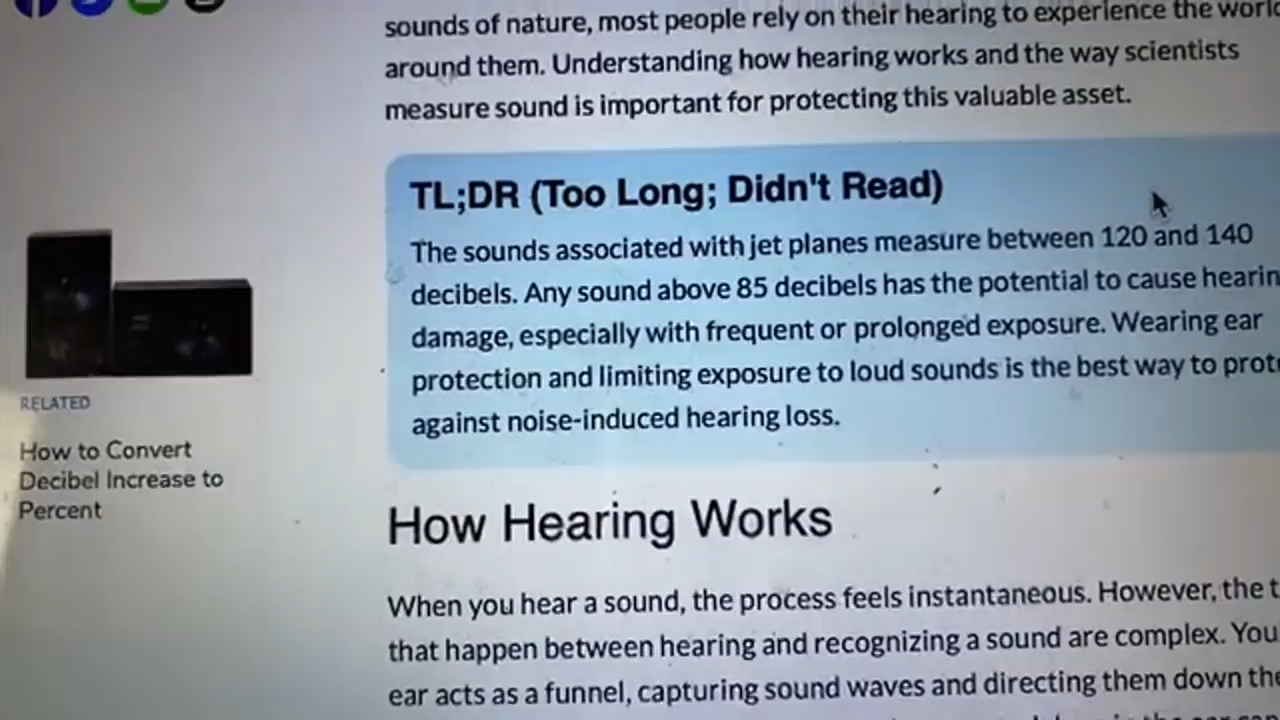 sounds of nature, most people rely on their hearing to experience the world
around them. Understanding how hearing works and the way scientists
measure sound is important for protecting this valuable asset.
TL;DR (Too Long; Didn't Read)
The sounds associated with jet planes measure between 120 and 140
decibels. Any sound above 85 decibels has the potential to cause hearin
damage, especially with frequent or prolonged exposure. Wearing ear
protection and limiting exposure to loud sounds is the best way to prot
against noise-induced hearing loss.
RELATED
How to Convert
Decibel Increase to
Percent
How Hearing Works
When you hear a sound, the process feels instantaneous. However, the t
that happen between hearing and recognizing a sound are complex. You
ear acts as a funnel, capturing sound waves and directing them down the